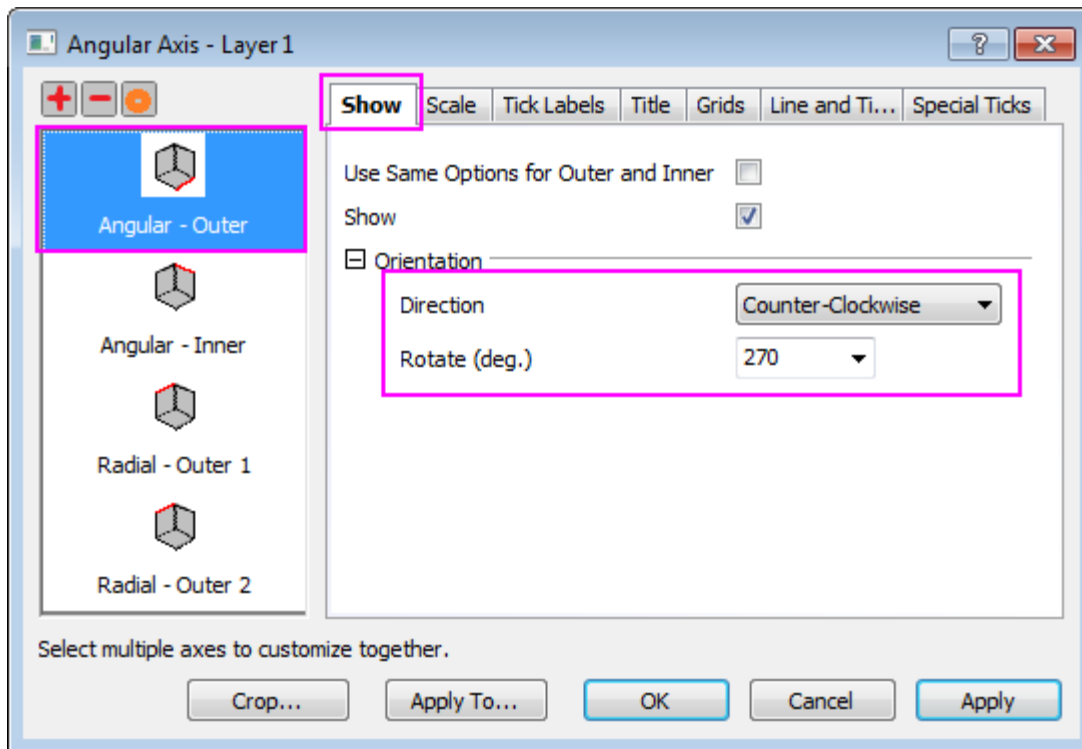 Angular Axis - Layer 1
Show Scale Tick Labels Title Grids Line and Ti... Special Ticks
Angular - Outer
Angular - Inner
Radial - Outer 1
Radial - Outer 2
Use Same Options for Outer and Inner
Show
Orientation
Direction Counter-Clockwise
Rotate (deg.) 270
Select multiple axes to customize together.
Crop... Apply To... OK Cancel Apply